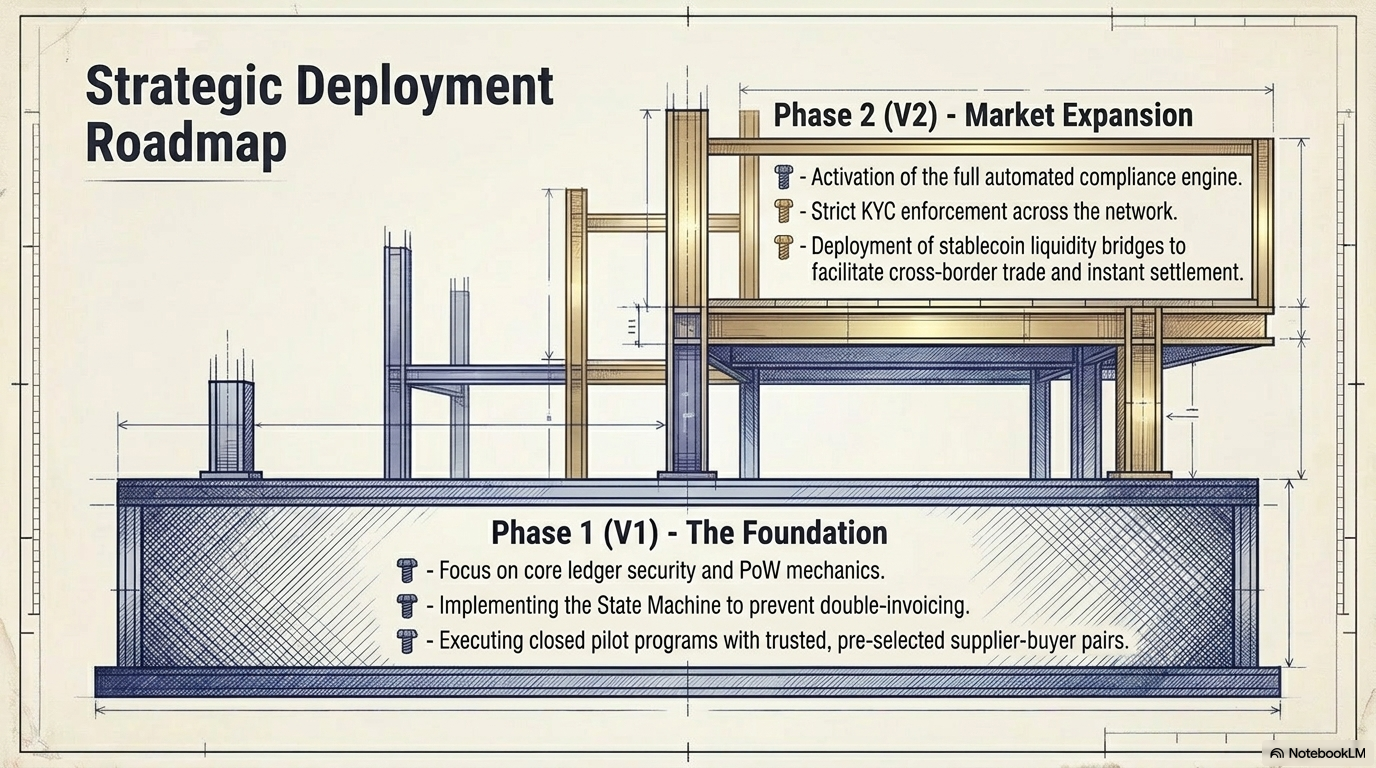 Strategic Deployment
Roadmap
Phase 2 (V2) - Market Expansion
- Activation of the full automated compliance engine.
- Strict KYC enforcement across the network.
- Deployment of stablecoin liquidity bridges to
facilitate cross-border trade and instant settlement.
Phase 1 (V1) - The Foundation
- Focus on core ledger security and PoW mechanics.
- Implementing the State Machine to prevent double-invoicing.
- Executing closed pilot programs with trusted, pre-selected supplier-buyer pairs.
NotebookLM